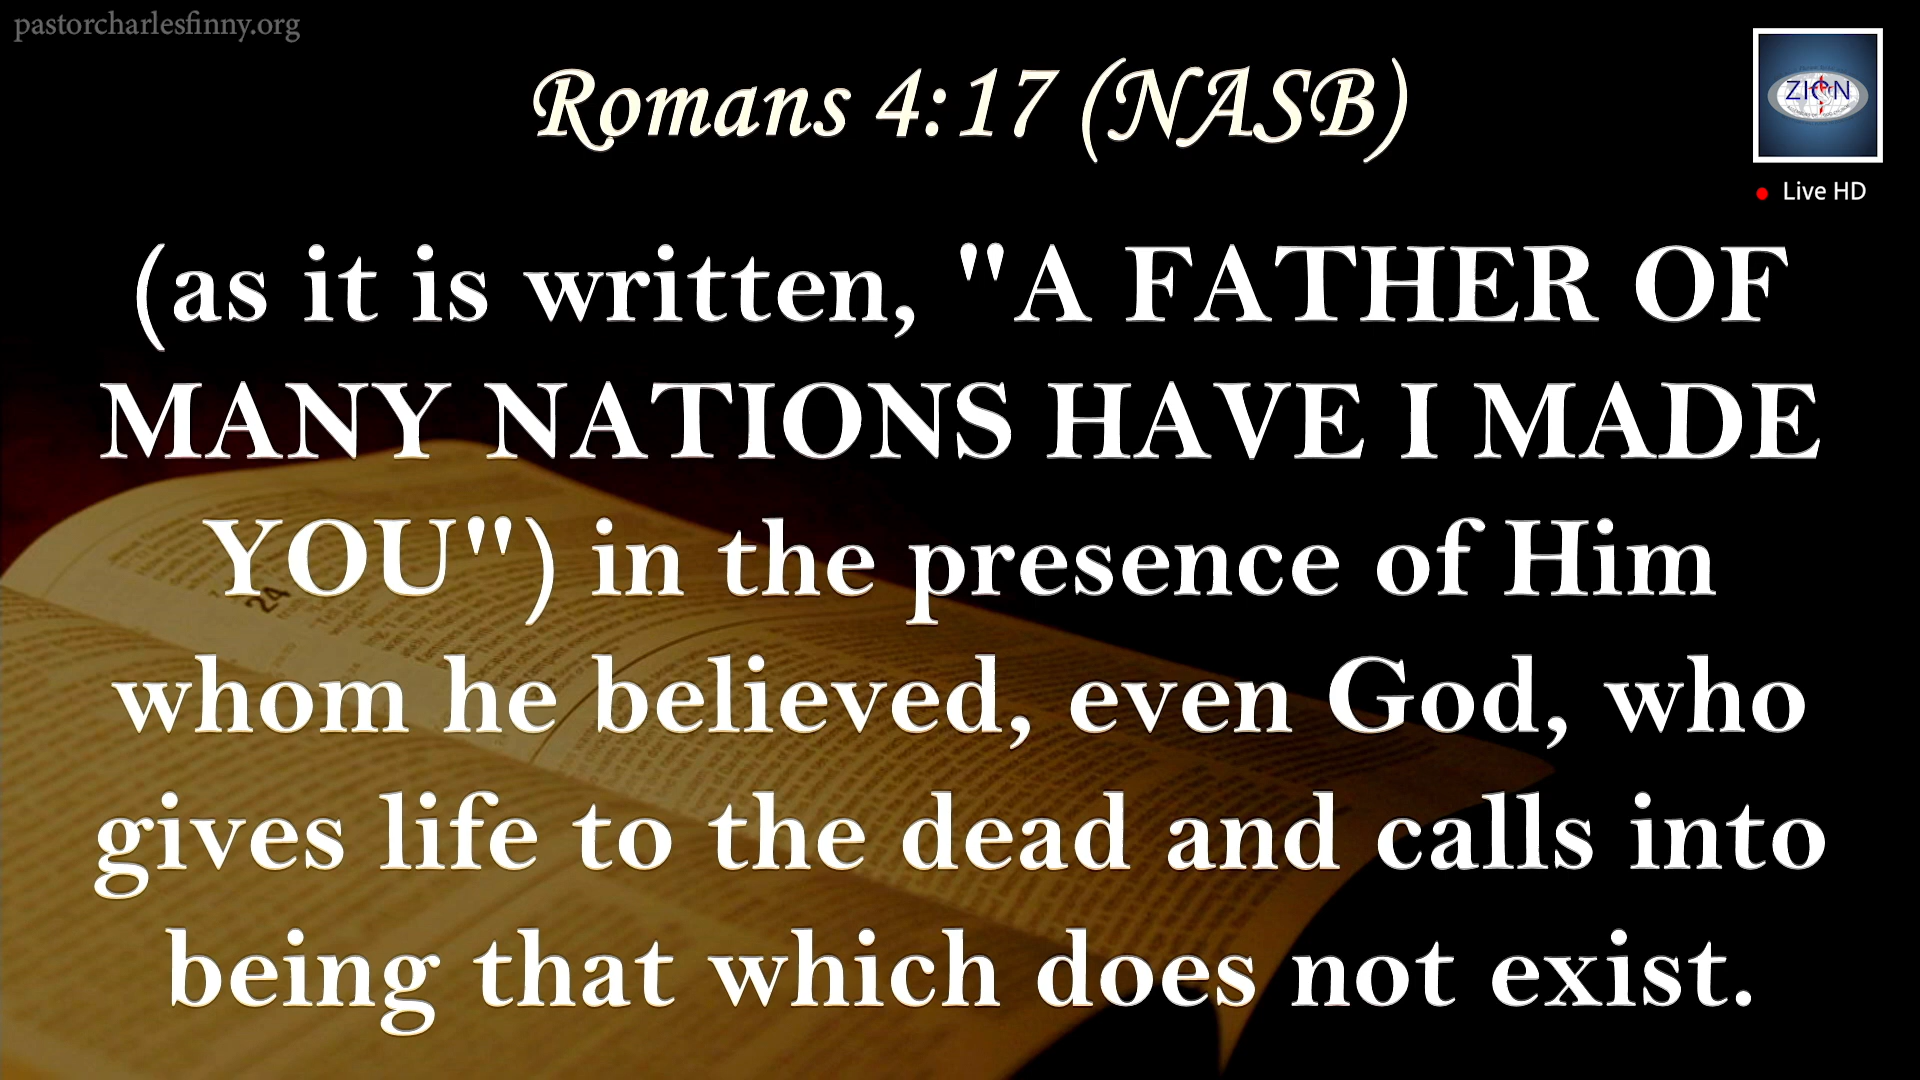 pastorcharlesfinny.org
Romans 4:17 (NASB)
ZION
Live HD
(as it is written, "A FATHER OF
MANY NATIONS HAVE I MADE
YOU") in the presence of Him
whom he believed, even God, who
gives life to the dead and calls into
being that which does not exist.
24